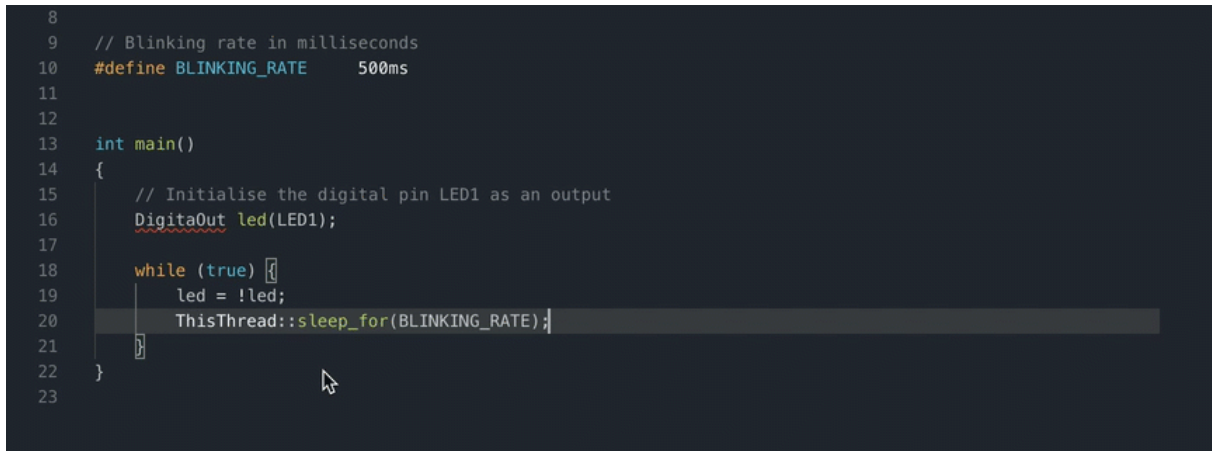 8
9 // Blinking rate in milliseconds
10 #define BLINKING_RATE 500ms
11
12
13 int main()
14 {
15 // Initialise the digital pin LED1 as an output
16 DigitaOut led(LED1);
17
18 while (true) {
19 led = !led;
20 ThisThread::sleep_for(BLINKING_RATE);
21 }
22 }
23